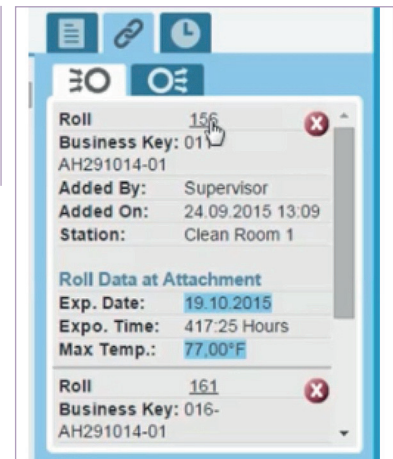 Roll 156
Business Key: 011-
AH291014-01
Added By: Supervisor
Added On: 24.09.2015 13:09
Station: Clean Room 1
Roll Data at Attachment
Exp. Date: 19.10.2015
Expo. Time: 417:25 Hours
Max Temp.: 77,00°F
Roll 161
Business Key: 016-
AH291014-01